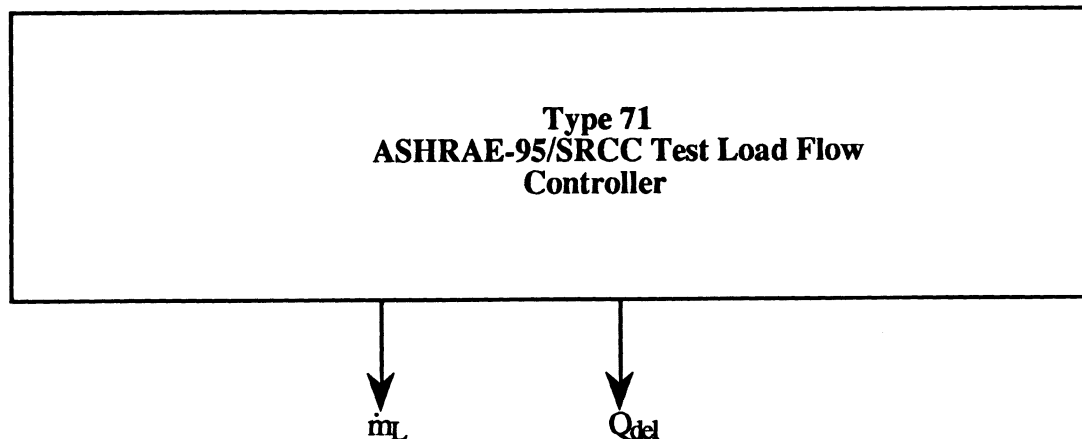 Type 71
ASHRAE-95/SRCC Test Load Flow
Controller
ṁL Qdel